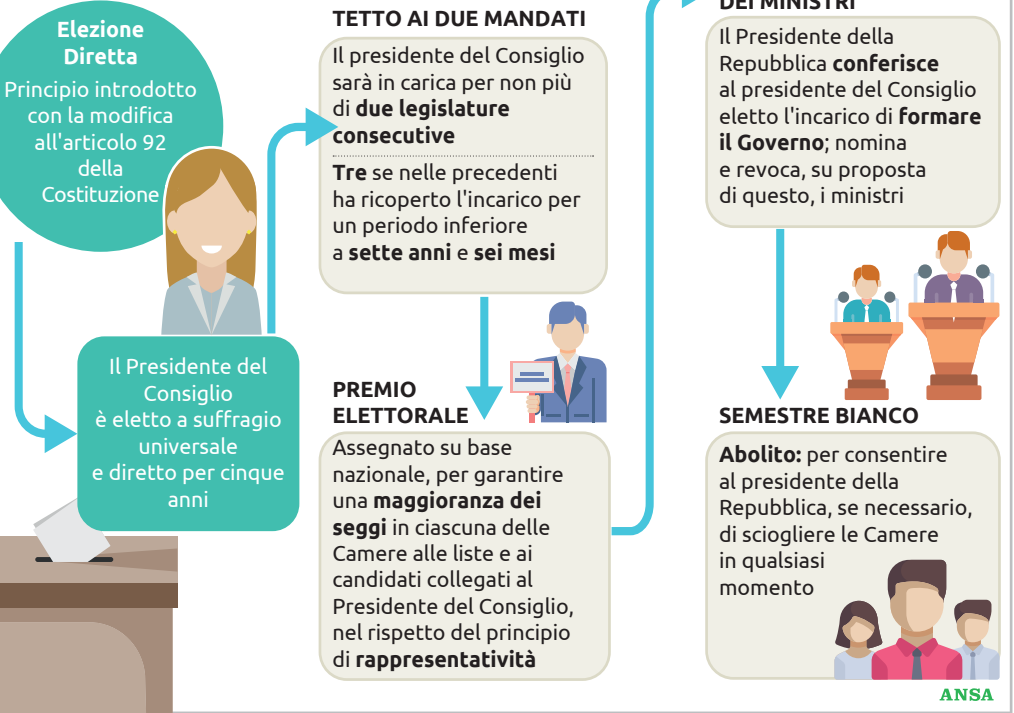 Elezione
Diretta
Principio introdotto
con la modifica
all'articolo 92
della
Costituzione
Il Presidente del
Consiglio
è eletto a suffragio
universale
e diretto per cinque
anni
TETTO AI DUE MANDATI
Il presidente del Consiglio
sarà in carica per non più
di due legislature
consecutive
Tre se nelle precedenti
ha ricoperto l'incarico per
un periodo inferiore
a sette anni e sei mesi
PREMIO
ELETTORALE
Assegnato su base
nazionale, per garantire
una maggioranza dei
seggi in ciascuna delle
Camere alle liste e ai
candidati collegati al
Presidente del Consiglio,
nel rispetto del principio
di rappresentatività
DEI MINISTRI
Il Presidente della
Repubblica conferisce
al presidente del Consiglio
eletto l'incarico di formare
il Governo; nomina
e revoca, su proposta
di questo, i ministri
SEMESTRE BIANCO
Abolito: per consentire
al presidente della
Repubblica, se necessario,
di sciogliere le Camere
in qualsiasi
momento
ANSA